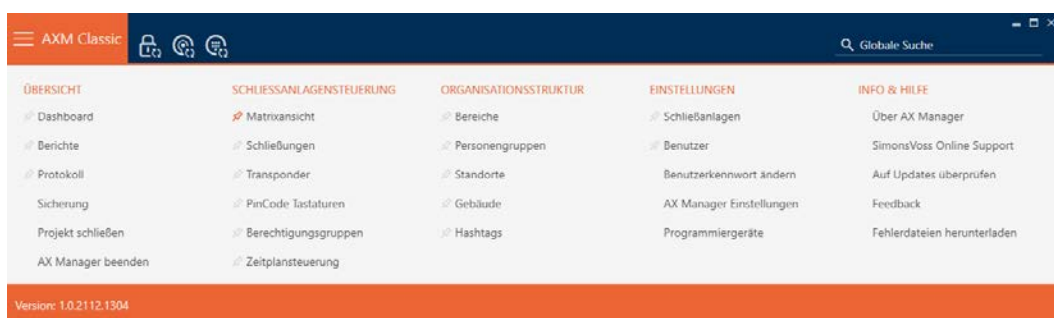 AXM Classic
Globale Suche
ÜBERSICHT
Dashboard
Berichte
Protokoll
Sicherung
Projekt schließen
AX Manager beenden
SCHLIESSANLAGENSTEUERUNG
Matrixansicht
Schließungen
Transponder
PinCode Tastaturen
Berechtigungsgruppen
Zeitplansteuerung
ORGANISATIONSSTRUKTUR
Bereiche
Personengruppen
Standorte
Gebäude
Hashtags
EINSTELLUNGEN
Schließanlagen
Benutzer
Benutzerkennwort ändern
AX Manager Einstellungen
Programmiergeräte
INFO & HILFE
Über AX Manager
SimonsVoss Online Support
Auf Updates überprüfen
Feedback
Fehlerdateien herunterladen
Version: 1.0.2112.1304